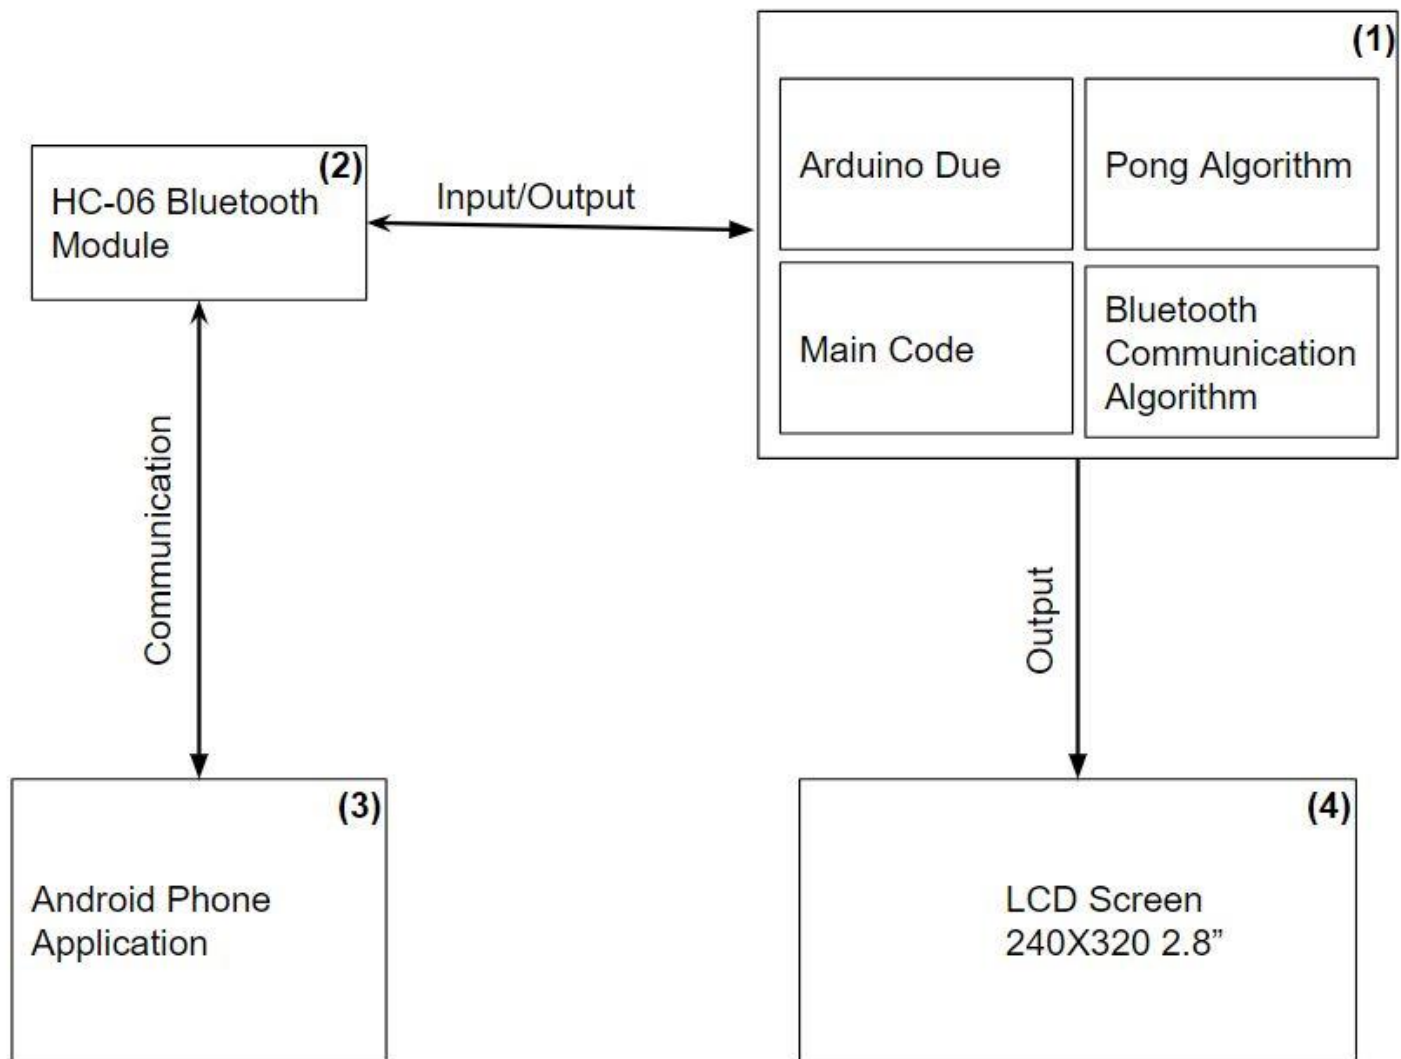 (1)
Arduino Due
Pong Algorithm
Main Code
Bluetooth
Communication
Algorithm
(2)
HC-06 Bluetooth
Module
Input/Output
Communication
Output
(3)
Android Phone
Application
(4)
LCD Screen
240X320 2.8”